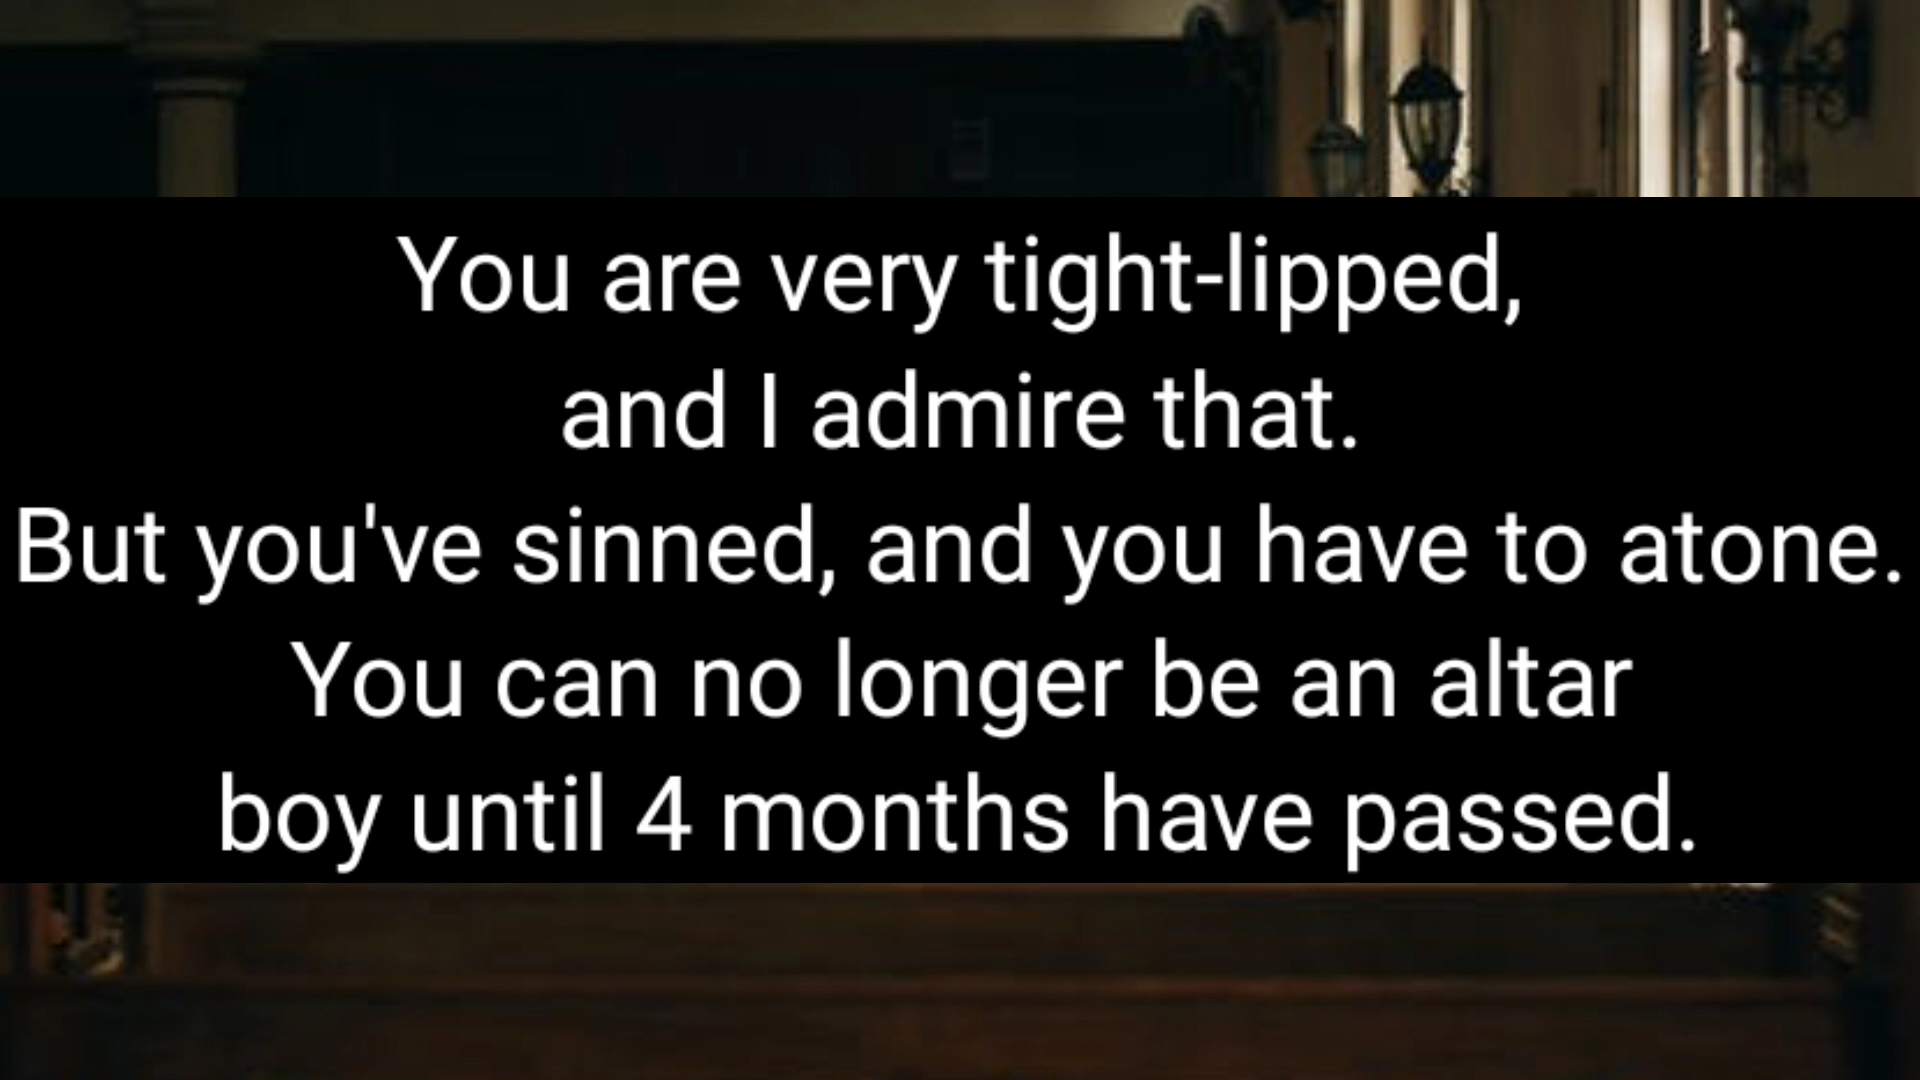 You are very tight-lipped,
and I admire that.
But you've sinned, and you have to atone.
You can no longer be an altar
boy until 4 months have passed.